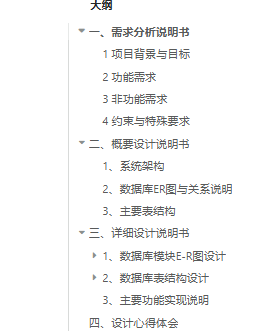 大纲
一、需求分析说明书
1 项目背景与目标
2 功能需求
3 非功能需求
4 约束与特殊要求
二、概要设计说明书
1、系统架构
2、数据库ER图与关系说明
3、主要表结构
三、详细设计说明书
1、数据库模块E-R图设计
2、数据库表结构设计
3、主要功能实现说明
四、设计心得体会